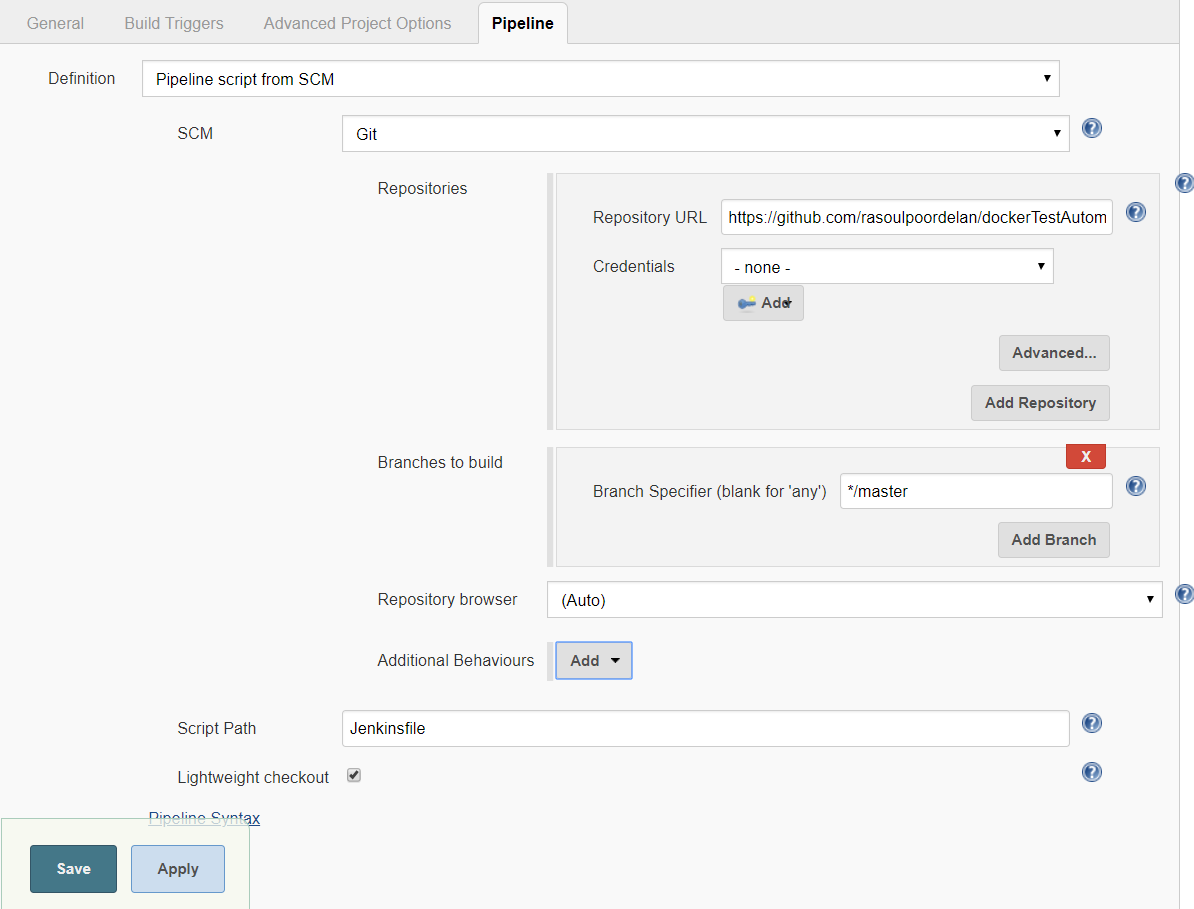 General Build Triggers Advanced Project Options Pipeline
Definition Pipeline script from SCM
SCM Git
Repositories
Repository URL https://github.com/rasoulpoordelan/dockerTestAutom
Credentials - none -
Add
Advanced...
Add Repository
Branches to build
X
Branch Specifier (blank for 'any') */master
Add Branch
Repository browser (Auto)
Additional Behaviours Add
Script Path Jenkinsfile
Lightweight checkout
Pipeline Syntax
Save Apply